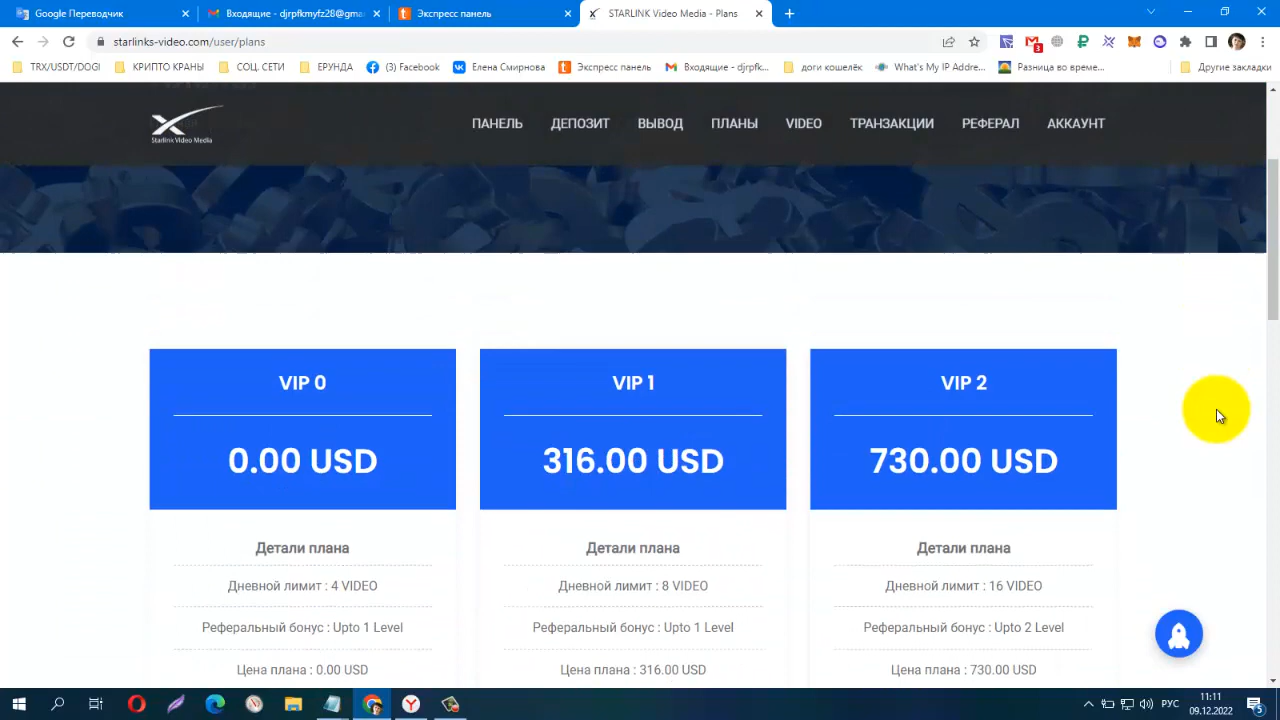 Google Переводчик
Входящие - djrpfkmyfz28@gma
Экспресс панель
STARLINK Video Media - Plans
starlinks-video.com/user/plans
3
TRX/USDT/DOGI
КРИПТО КРАНЫ
СОЦ. СЕТИ
ЕРУНДА
(3) Facebook
Елена Смирнова
Экспресс панель
Входящие - djrpfk...
доги кошелёк
What's My IP Addre...
Разница во време...
Другие закладки
Starlink Video Media
ПАНЕЛЬ
ДЕПОЗИТ
ВЫВОД
ПЛАНЫ
VIDEO
ТРАНЗАКЦИИ
РЕФЕРАЛ
АККАУНТ
VIP 0
0.00 USD
Детали плана
Дневной лимит : 4 VIDEO
Реферальный бонус : Upto 1 Level
Цена плана : 0.00 USD
VIP 1
316.00 USD
Детали плана
Дневной лимит : 8 VIDEO
Реферальный бонус : Upto 1 Level
Цена плана : 316.00 USD
VIP 2
730.00 USD
Детали плана
Дневной лимит : 16 VIDEO
Реферальный бонус : Upto 2 Level
Цена плана : 730.00 USD
РУС
11:11
09.12.2022
5